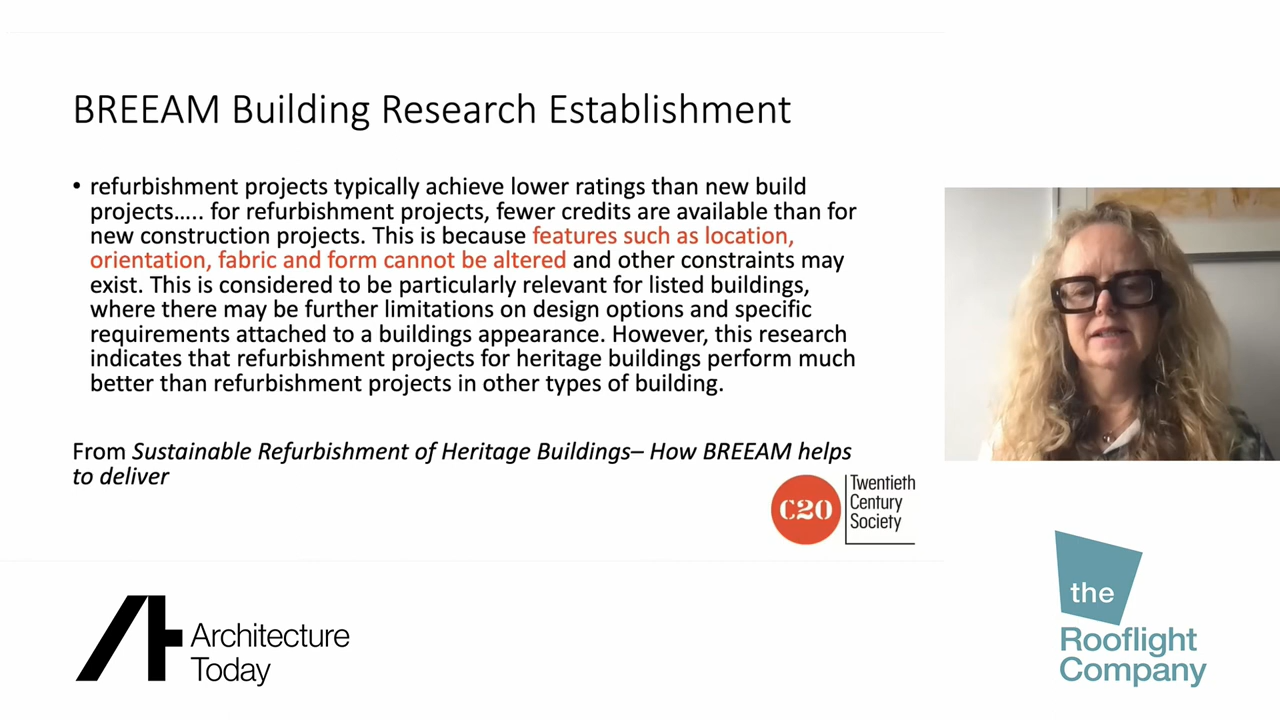 BREEAM Building Research Establishment
• refurbishment projects typically achieve lower ratings than new build
projects….. for refurbishment projects, fewer credits are available than for
new construction projects. This is because features such as location,
orientation, fabric and form cannot be altered and other constraints may
exist. This is considered to be particularly relevant for listed buildings,
where there may be further limitations on design options and specific
requirements attached to a buildings appearance. However, this research
indicates that refurbishment projects for heritage buildings perform much
better than refurbishment projects in other types of building.
From Sustainable Refurbishment of Heritage Buildings– How BREEAM helps
to deliver
C20
Twentieth
Century
Society
Architecture
Today
the
Rooflight
Company